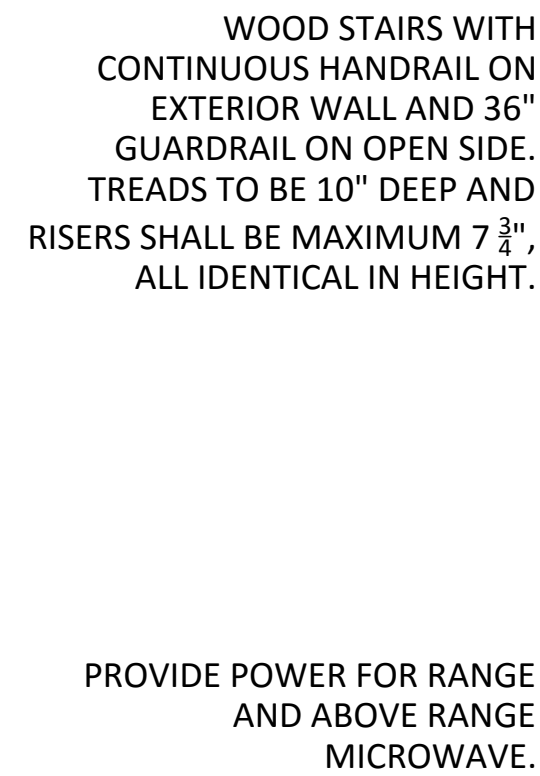 WOOD STAIRS WITH
CONTINUOUS HANDRAIL ON
EXTERIOR WALL AND 36"
GUARDRAIL ON OPEN SIDE.
TREADS TO BE 10" DEEP AND
RISERS SHALL BE MAXIMUM 7 3/4",
ALL IDENTICAL IN HEIGHT.
PROVIDE POWER FOR RANGE
AND ABOVE RANGE
MICROWAVE.